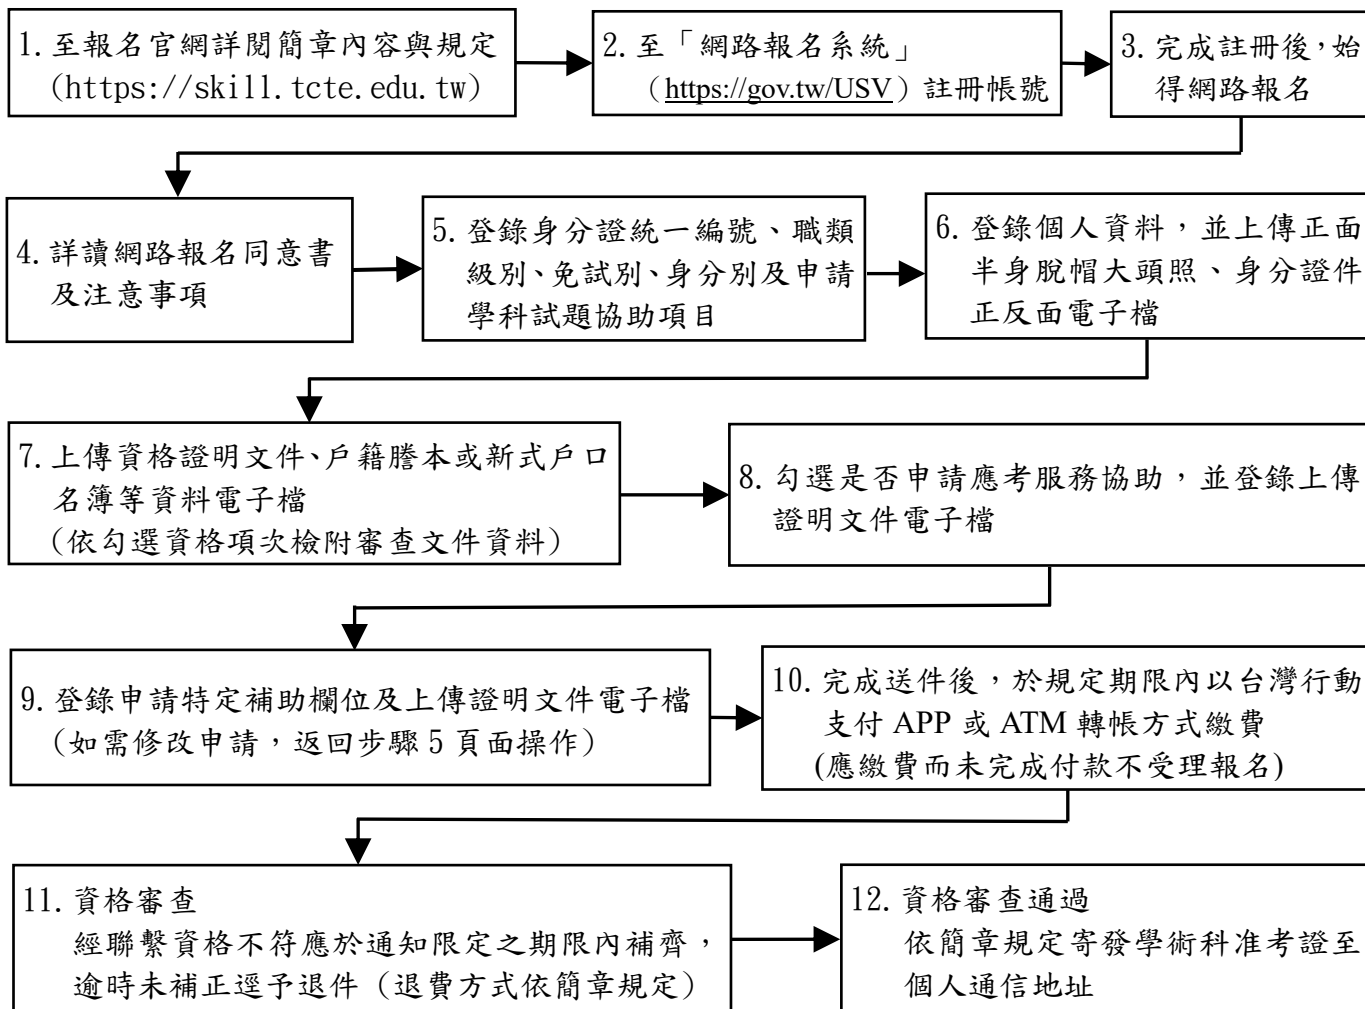 1. 至報名官網詳閱簡章內容與規定
(https://skill.tcte.edu.tw)
2. 至「網路報名系統」
（https://gov.tw/USV）註冊帳號
3. 完成註冊後，始
得網路報名
4. 詳讀網路報名同意書
及注意事項
5. 登錄身分證統一編號、職類
級別、免試別、身分別及申請
學科試題協助項目
6. 登錄個人資料，並上傳正面
半身脫帽大頭照、身分證件
正反面電子檔
7. 上傳資格證明文件、戶籍謄本或新式戶口
名簿等資料電子檔
(依勾選資格項次檢附審查文件資料)
8. 勾選是否申請應考服務協助，並登錄上傳
證明文件電子檔
9. 登錄申請特定補助欄位及上傳證明文件電子檔
(如需修改申請，返回步驟 5 頁面操作)
10. 完成送件後，於規定期限內以台灣行動
支付 APP 或 ATM 轉帳方式繳費
(應繳費而未完成付款不受理報名)
11. 資格審查
經聯繫資格不符應於通知限定之期限內補齊，
逾時未補正逕予退件（退費方式依簡章規定）
12. 資格審查通過
依簡章規定寄發學術科准考證至
個人通信地址